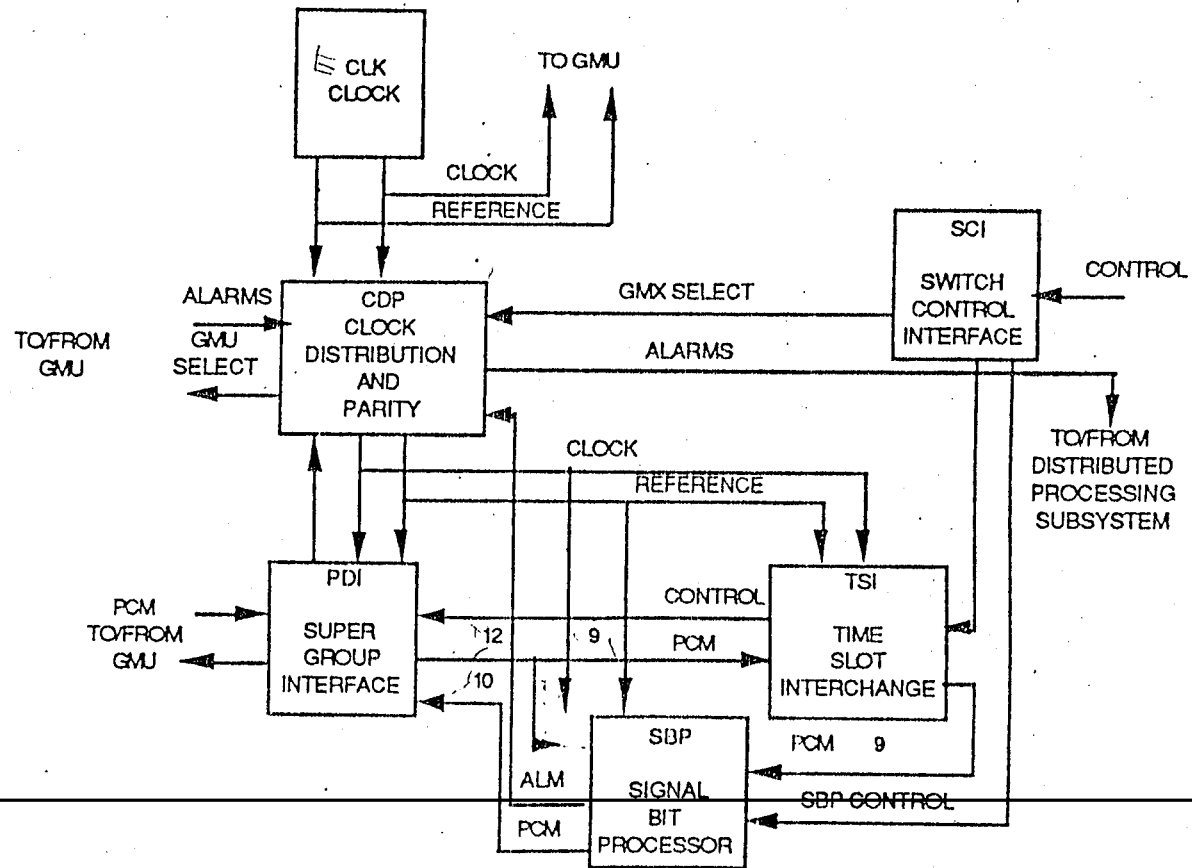 CLK
CLOCK
TO GMU
CLOCK
REFERENCE
SCI
SWITCH
CONTROL
INTERFACE
CONTROL
ALARMS
GMU
SELECT
TO/FROM
GMU
CDP
CLOCK
DISTRIBUTION
AND
PARITY
GMX SELECT
ALARMS
TO/FROM
DISTRIBUTED
PROCESSING
SUBSYSTEM
CLOCK
REFERENCE
PCM
TO/FROM
GMU
PDI
SUPER
GROUP
INTERFACE
CONTROL
12
9
PCM
10
TSI
TIME
SLOT
INTERCHANGE
PCM 9
ALM
PCM
SBP
SIGNAL
BIT
PROCESSOR
SBP CONTROL